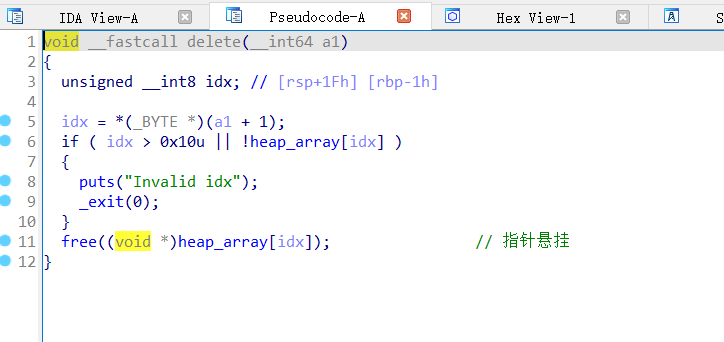 IDA View-A Pseudocode-A Hex View-1 S
1 void __fastcall delete(__int64 a1)
2 {
3 unsigned __int8 idx; // [rsp+1Fh] [rbp-1h]
4
5 idx = *(_BYTE *)(a1 + 1);
6 if ( idx > 0x10u || !heap_array[idx] )
7 {
8 puts("Invalid idx");
9 _exit(0);
10 }
11 free((void *)heap_array[idx]); // 指针悬挂
12 }